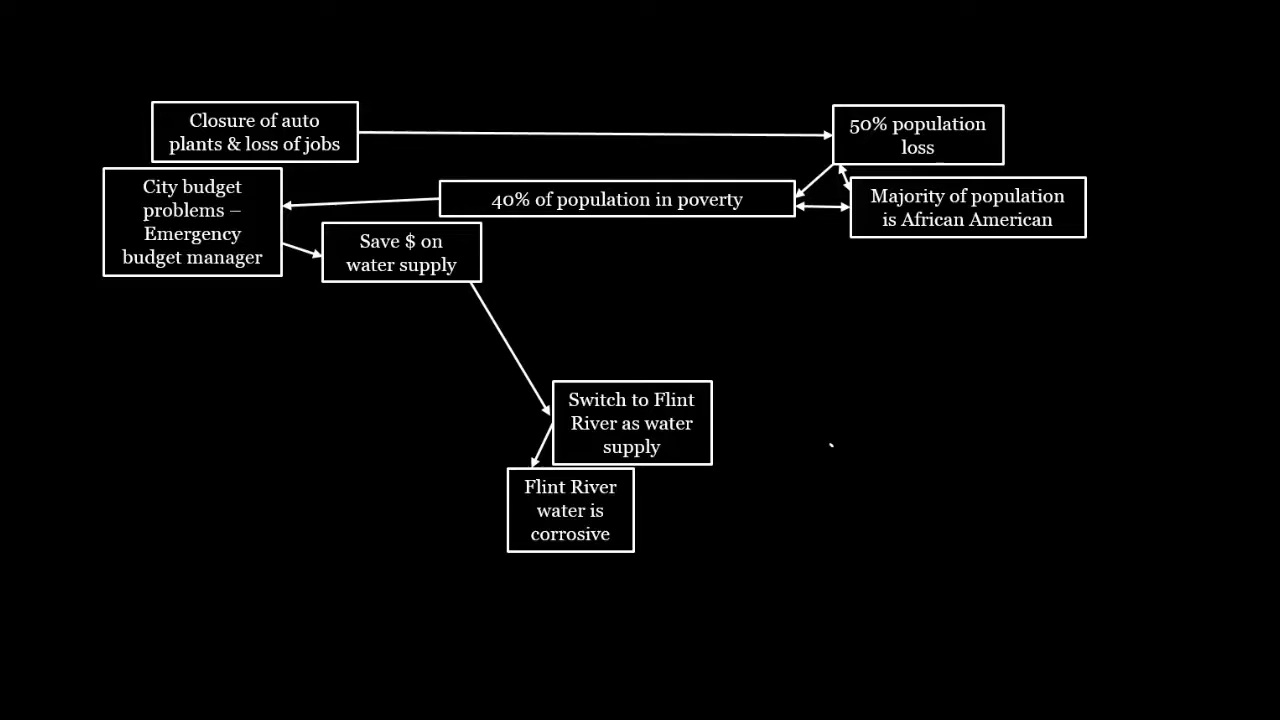 Closure of auto
plants & loss of jobs
50% population
loss
City budget
problems –
Emergency
budget manager
40% of population in poverty
Majority of population
is African American
Save $ on
water supply
Switch to Flint
River as water
supply
Flint River
water is
corrosive